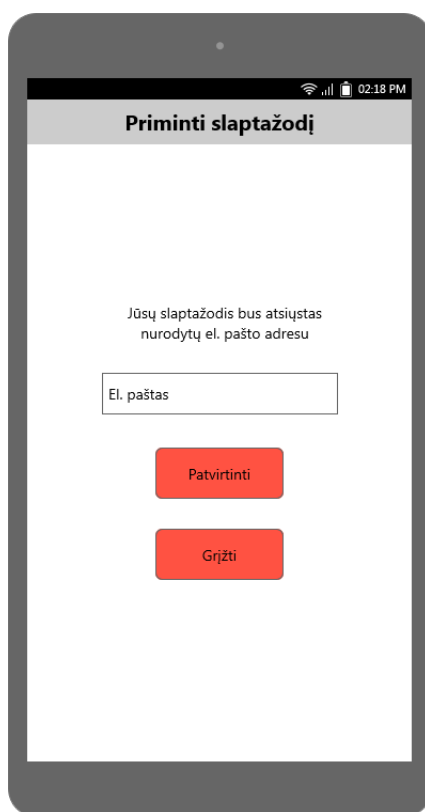 02:18 PM
Priminti slaptažodį
Jūsų slaptažodis bus atsiųstas
nurodytų el. pašto adresu
El. paštas
Patvirtinti
Grįžti